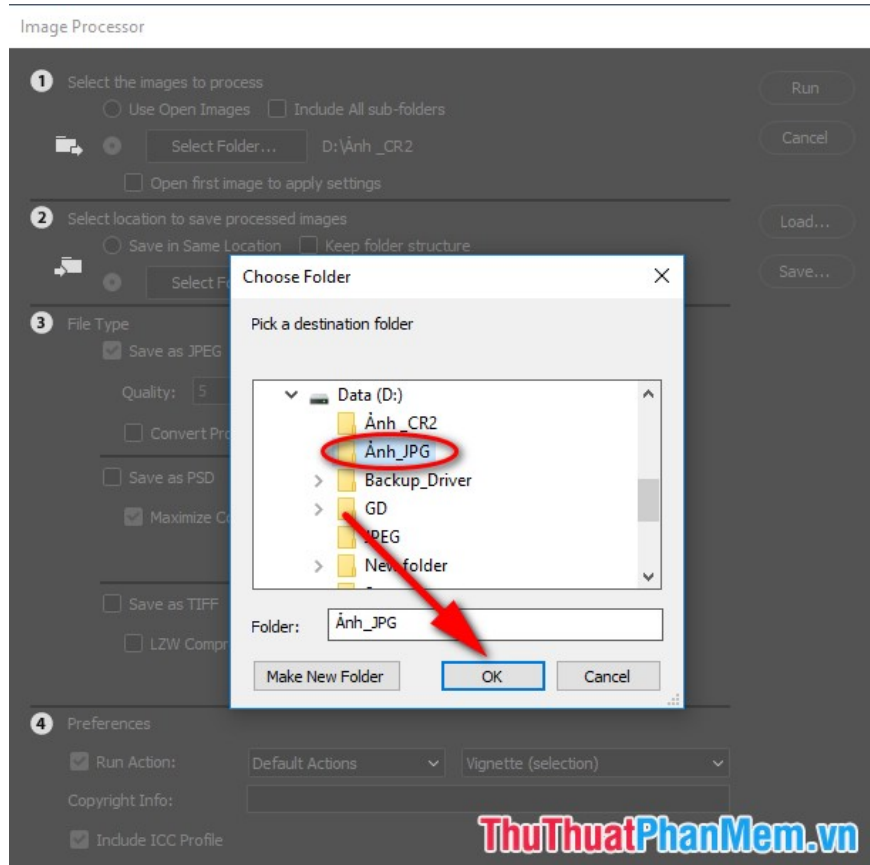 Image Processor
1 Select the images to process
Use Open Images Include All sub-folders
Select Folder... D:\Ảnh _CR2
Open first image to apply settings
Run
Cancel
2 Select location to save processed images
Save in Same Location Keep folder structure
Select Fo
Load...
Save...
3 File Type
Save as JPEG
Quality: 5
Convert Pro
Save as PSD
Maximize Co
Save as TIFF
LZW Compr
Choose Folder
Pick a destination folder
Data (D:)
Ảnh _CR2
Ảnh_JPG
Backup_Driver
GD
JPEG
New folder
Folder: Ảnh_JPG
Make New Folder OK Cancel
4 Preferences
Run Action: Default Actions Vignette (selection)
Copyright Info:
Include ICC Profile
ThuThuatPhanMem.vn